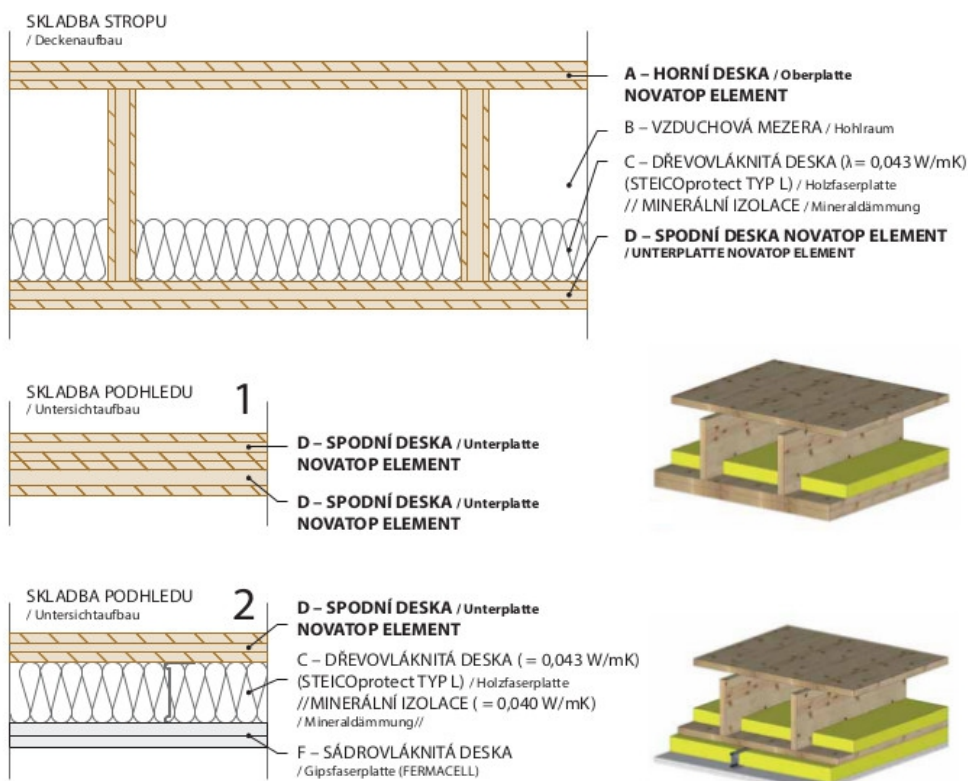 SKLADBA STROPU
/ Deckenaufbau
A – HORNÍ DESKA / Oberplatte
NOVATOP ELEMENT
B – VZDUCHOVÁ MEZERA / Hohlraum
C – DŘEVOVLÁKNITÁ DESKA (λ = 0,043 W/mK)
(STEICOprotect TYP L) / Holzfaserplatte
// MINERÁLNÍ IZOLACE / Mineraldämmung
D – SPODNÍ DESKA NOVATOP ELEMENT
/ UNTERPLATTE NOVATOP ELEMENT
SKLADBA PODHLEDU 1
/ Untersichtaufbau
D – SPODNÍ DESKA / Unterplatte
NOVATOP ELEMENT
D – SPODNÍ DESKA / Unterplatte
NOVATOP ELEMENT
SKLADBA PODHLEDU 2
/ Untersichtaufbau
D – SPODNÍ DESKA / Unterplatte
NOVATOP ELEMENT
C – DŘEVOVLÁKNITÁ DESKA ( = 0,043 W/mK)
(STEICOprotect TYP L) / Holzfaserplatte
//MINERÁLNÍ IZOLACE ( = 0,040 W/mK)
/ Mineraldämmung//
F – SÁDROVLÁKNITÁ DESKA
/ Gipsfaserplatte (FERMACELL)